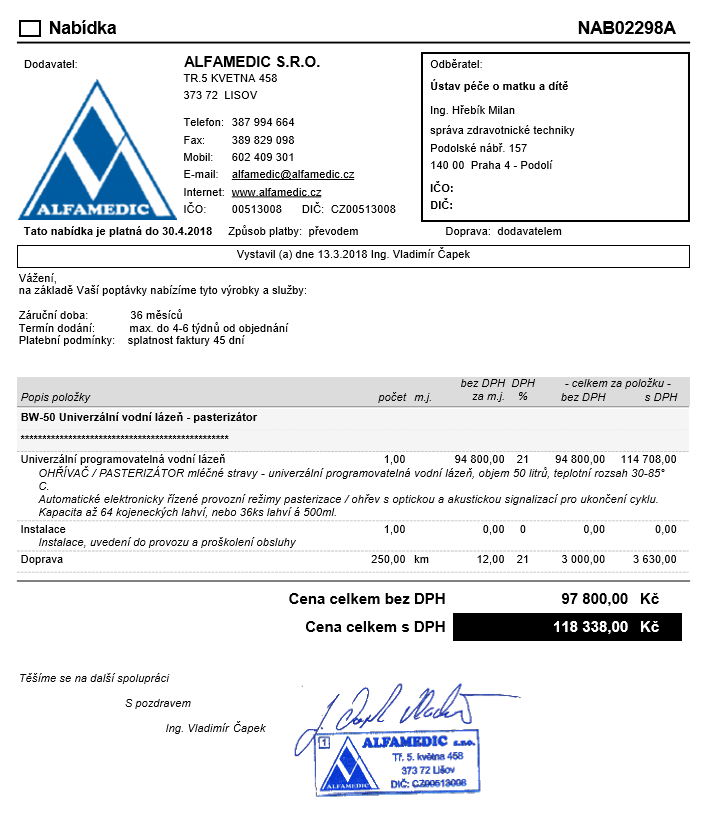 Nabídka NAB02298A
Dodavatel:
ALFAMEDIC
ALFAMEDIC S.R.O.
TR.5 KVETNA 458
373 72 LISOV
Telefon: 387 994 664
Fax: 389 829 098
Mobil: 602 409 301
E-mail: alfamedic@alfamedic.cz
Internet: www.alfamedic.cz
IČO: 00513008 DIČ: CZ00513008
Odběratel:
Ústav péče o matku a dítě
Ing. Hřebík Milan
správa zdravotnické techniky
Podolské nábř. 157
140 00 Praha 4 - Podolí
IČO:
DIČ:
Tato nabídka je platná do 30.4.2018 Způsob platby: převodem Doprava: dodavatelem
Vystavil (a) dne 13.3.2018 Ing. Vladimír Čapek
Vážení,
na základě Vaší poptávky nabízíme tyto výrobky a služby:
Záruční doba: 36 měsíců
Termín dodání: max. do 4-6 týdnů od objednání
Platební podmínky: splatnost faktury 45 dní
bez DPH DPH - celkem za položku -
Popis položky počet m.j. za m.j. % bez DPH s DPH
BW-50 Univerzální vodní lázeň - pasterizátor
************************************************
Univerzální programovatelná vodní lázeň 1,00 94 800,00 21 94 800,00 114 708,00
OHŘÍVAČ / PASTERIZÁTOR mléčné stravy - univerzální programovatelná vodní lázeň, objem 50 litrů, teplotní rozsah 30-85°
C.
Automatické elektronicky řízené provozní režimy pasterizace / ohřev s optickou a akustickou signalizací pro ukončení cyklu.
Kapacita až 64 kojeneckých lahví, nebo 36ks lahví á 500ml.
Instalace 1,00 0,00 0 0,00 0,00
Instalace, uvedení do provozu a proškolení obsluhy
Doprava 250,00 km 12,00 21 3 000,00 3 630,00
Cena celkem bez DPH 97 800,00 Kč
Cena celkem s DPH 118 338,00 Kč
Těšíme se na další spolupráci
S pozdravem
Ing. Vladimír Čapek
1 ALFAMEDIC s.r.o.
Tř. 5. května 458
373 72 Lišov
DIČ: CZ00513008
ALFAMEDIC